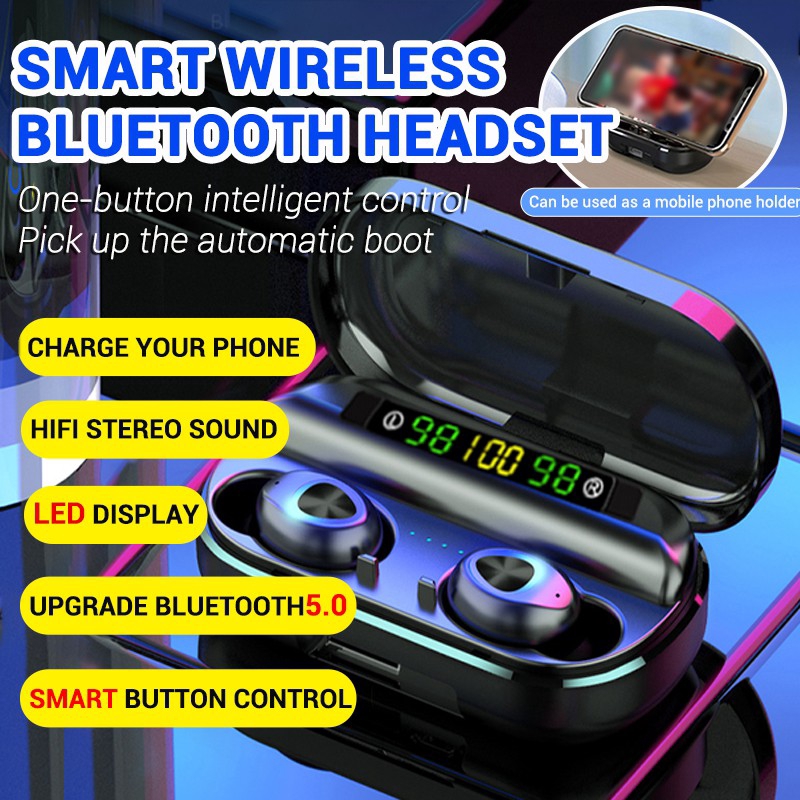 SMART WIRELESS
BLUETOOTH HEADSET
One-button intelligent control
Pick up the automatic boot
Can be used as a mobile phone holder
CHARGE YOUR PHONE
HIFI STEREO SOUND
LED DISPLAY
UPGRADE BLUETOOTH5.0
SMART BUTTON CONTROL
L 98 100 98 R